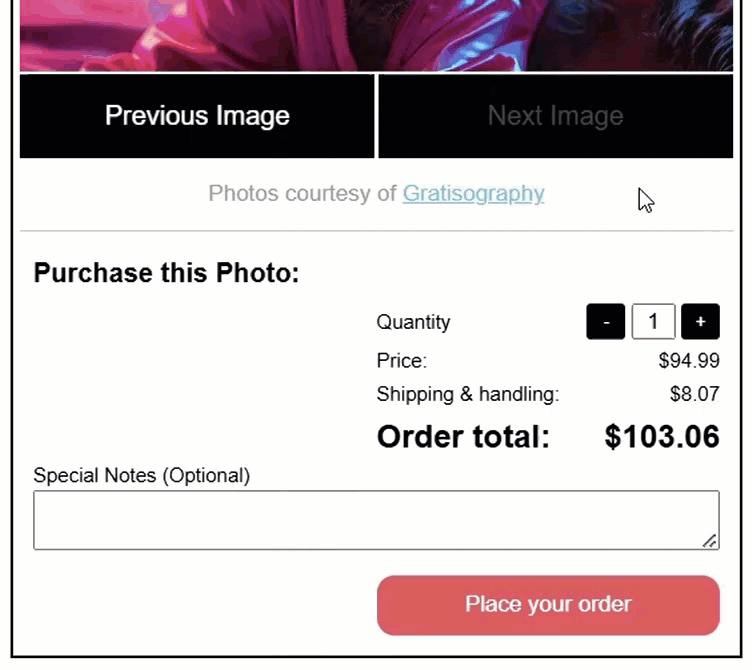 Previous Image
Next Image
Photos courtesy of Gratisography
Purchase this Photo:
Quantity - 1 +
Price: $94.99
Shipping & handling: $8.07
Order total: $103.06
Special Notes (Optional)
Place your order